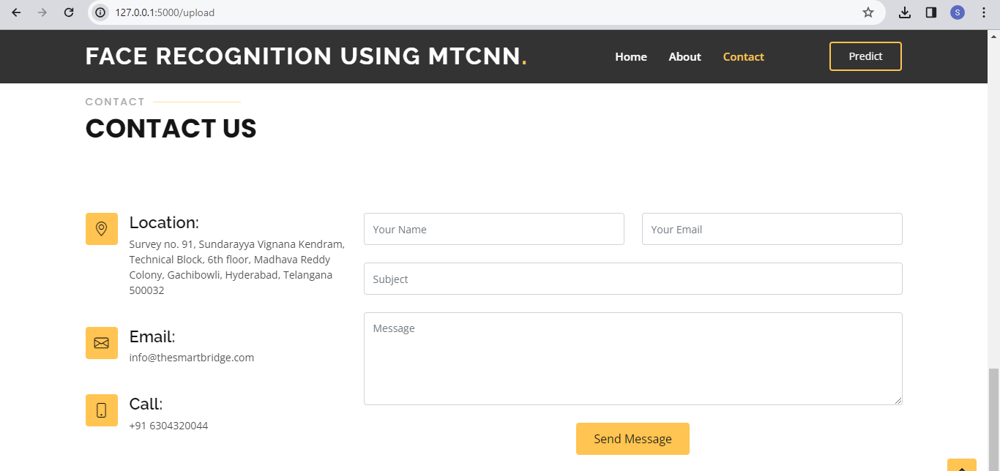 127.0.0.1:5000/upload
S
FACE RECOGNITION USING MTCNN.
Home
About
Contact
Predict
CONTACT
CONTACT US
Location:
Survey no. 91, Sundarayya Vignana Kendram,
Technical Block, 6th floor, Madhava Reddy
Colony, Gachibowli, Hyderabad, Telangana
500032
Email:
info@thesmartbridge.com
Call:
+91 6304320044
Your Name
Your Email
Subject
Message
Send Message